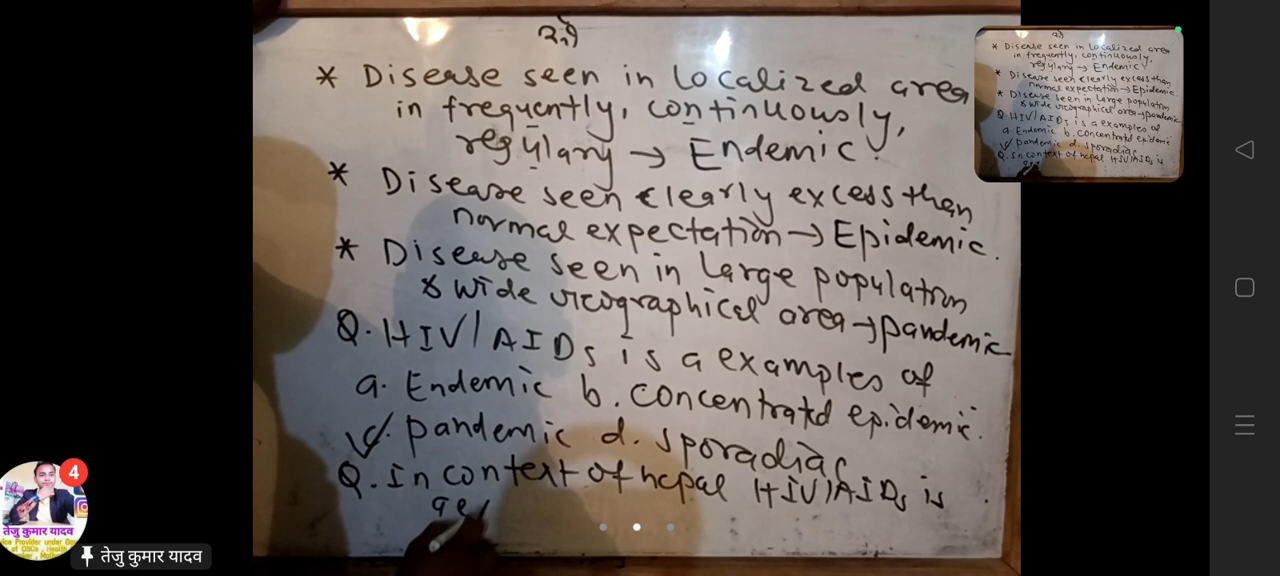 * Disease seen in localized area
in frequently, continuously,
regulary → Endemic.
* Disease seen clearly excess than
normal expectation → Epidemic.
* Disease seen in large population
& wide geographical area → pandemic
Q. HIV/AIDs is a examples of
a. Endemic b. concentratd epidemic.
c. pandemic d. sporadiac
Q. In context of nepal HIV/AIDs is
4
तेजु कुमार यादव
तेजु कुमार यादव